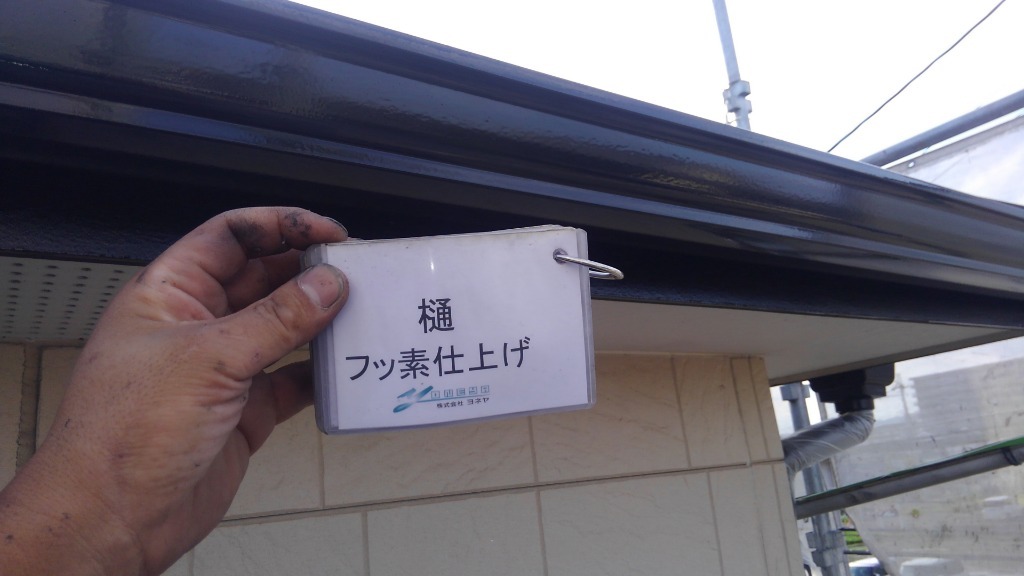 樋
フッ素仕上げ
株式会社 ヨネヤ